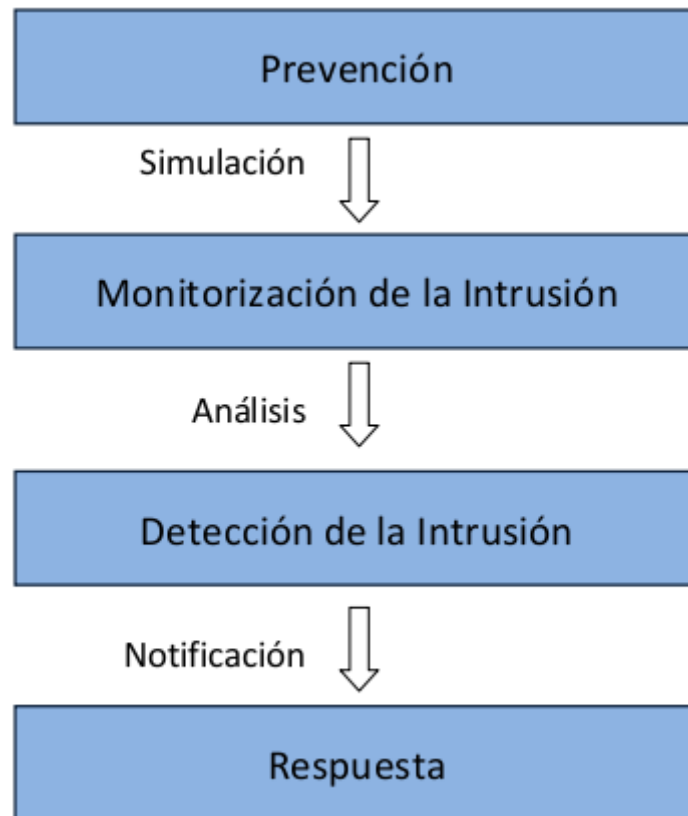 Prevención
Simulación
Monitorización de la Intrusión
Análisis
Detección de la Intrusión
Notificación
Respuesta